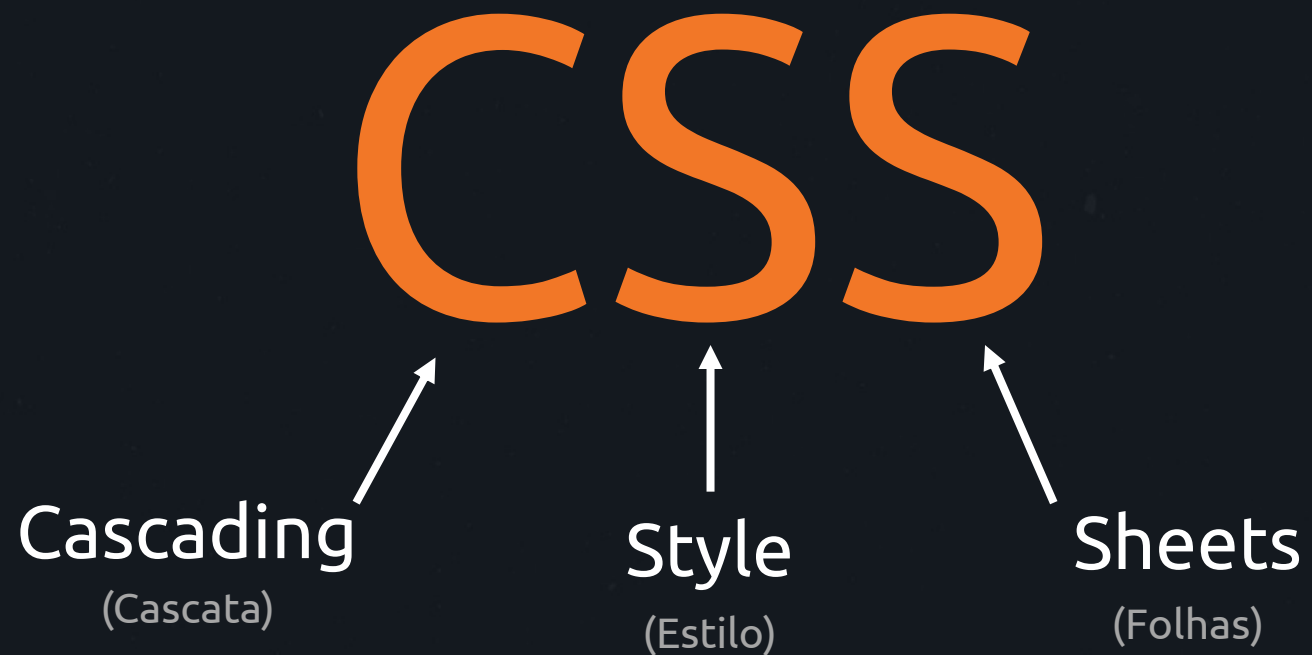 CSS
Cascading
(Cascata)
Style
(Estilo)
Sheets
(Folhas)